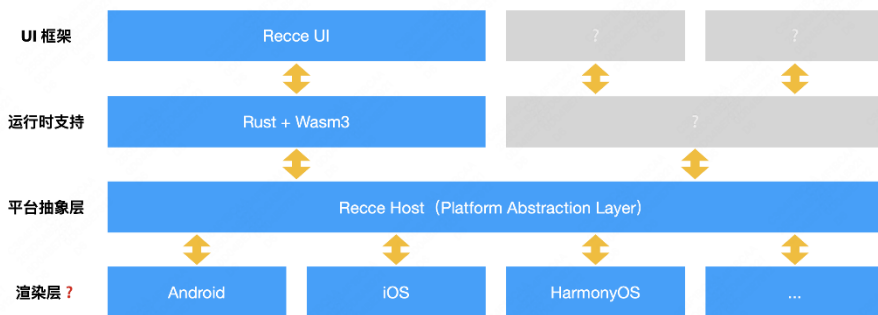 UI 框架
Recce UI
?
?
运行时支持
Rust + Wasm3
?
平台抽象层
Recce Host（Platform Abstraction Layer）
渲染层 ?
Android
iOS
HarmonyOS
...